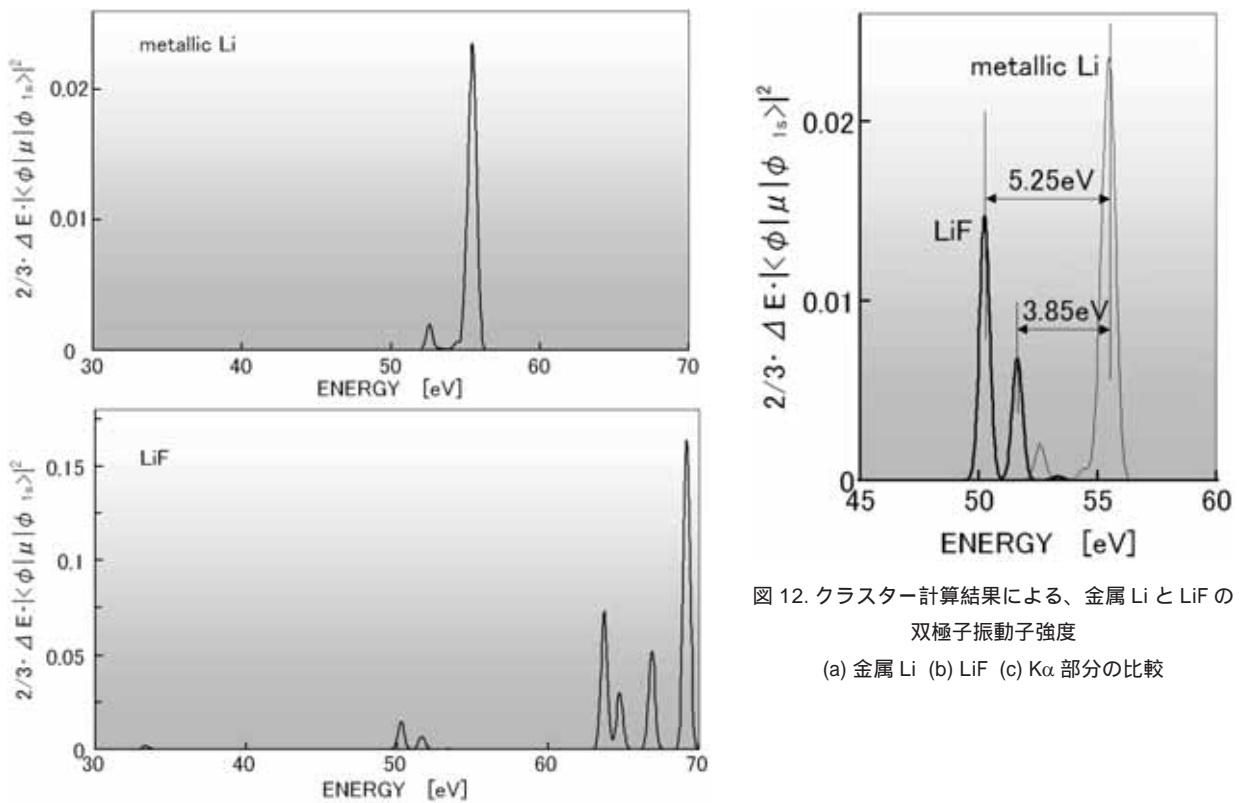 metallic Li
2/3・ΔE・|<φ|μ|φ 1s>|²
0.02
0.01
0
30 40 50 60 70
ENERGY [eV]
LiF
2/3・ΔE・|<φ|μ|φ 1s>|²
0.15
0.1
0.05
0
30 40 50 60 70
ENERGY [eV]
metallic Li
2/3・ΔE・|<φ|μ|φ 1s>|²
0.02
5.25eV
LiF
0.01
3.85eV
0
45 50 55 60
ENERGY [eV]
図 12. クラスター計算結果による、金属 Li と LiF の
双極子振動子強度
(a) 金属 Li (b) LiF (c) Kα 部分の比較